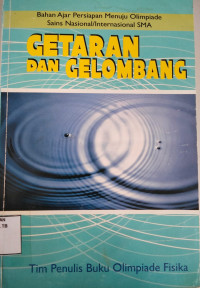 Bahan Ajar Persiapan Menuju Olimpiade
Sains Nasional/Internasional SMA
GETARAN
DAN GELOMBANG
Tim Penulis Buku Olimpiade Fisika